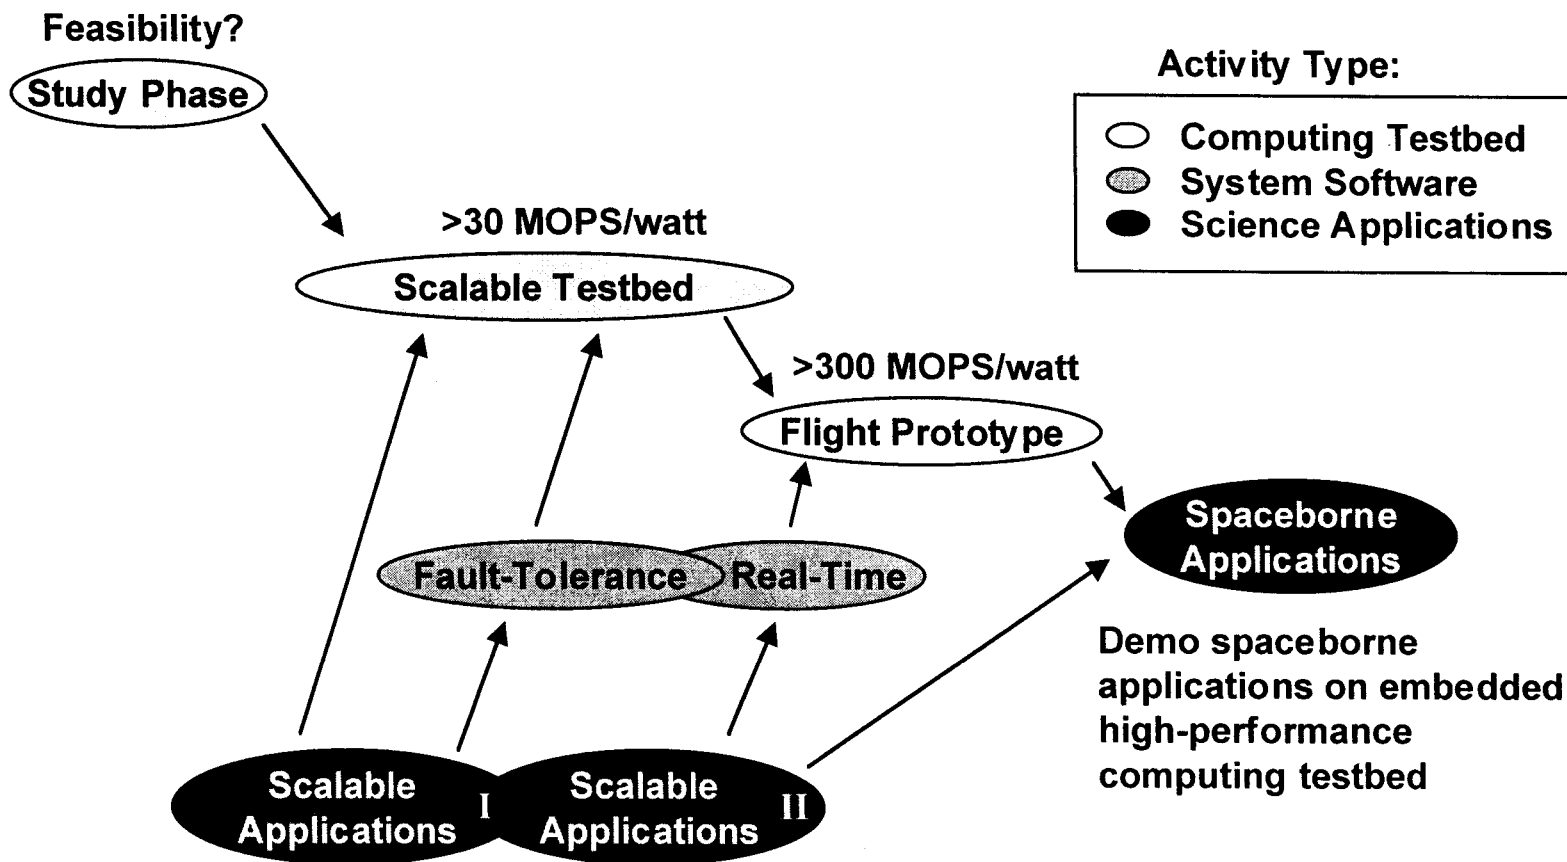 Feasibility?
Study Phase
Activity Type:
Computing Testbed
System Software
Science Applications
>30 MOPS/watt
Scalable Testbed
>300 MOPS/watt
Flight Prototype
Spaceborne
Applications
Fault-Tolerance
Real-Time
Demo spaceborne
applications on embedded
high-performance
computing testbed
Scalable
Applications
I
Scalable
Applications
II